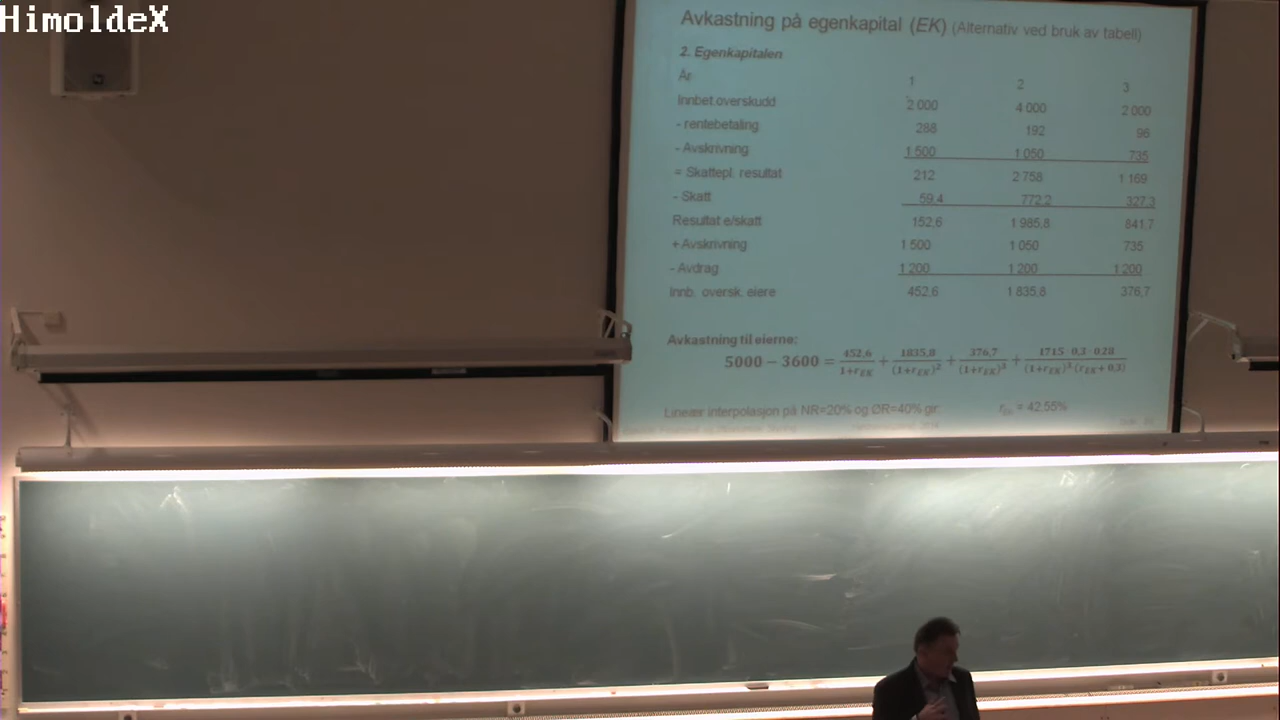 HimoldeX
Avkastning på egenkapital (EK) (Alternativ ved bruk av tabell)
2. Egenkapitalen
År 1 2 3
Innbet.overskudd 2 000 4 000 2 000
- rentebetaling 288 192 96
- Avskrivning 1 500 1 050 735
= Skattepl. resultat 212 2 758 1 169
- Skatt 59,4 772,2 327,3
Resultat e/skatt 152,6 1 985,8 841,7
+ Avskrivning 1 500 1 050 735
- Avdrag 1 200 1 200 1 200
Innb. oversk. eiere 452,6 1 835,8 376,7
Avkastning til eierne:
5000 − 3600 = 452,6/(1+r_EK) + 1835,8/(1+r_EK)² + 376,7/(1+r_EK)³ + 1715·0,3·0,28/((1+r_EK)³·(r_EK+0,3))
Lineær interpolasjon på NR=20% og ØR=40% gir: r_EK = 42.55%